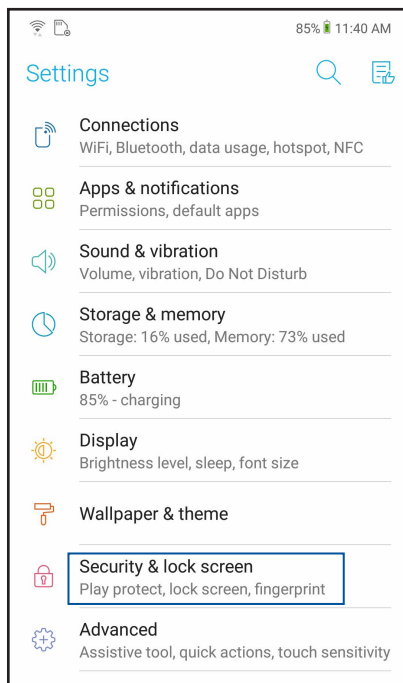 85% 11:40 AM
Settings
Connections
WiFi, Bluetooth, data usage, hotspot, NFC
Apps & notifications
Permissions, default apps
Sound & vibration
Volume, vibration, Do Not Disturb
Storage & memory
Storage: 16% used, Memory: 73% used
Battery
85% - charging
Display
Brightness level, sleep, font size
Wallpaper & theme
Security & lock screen
Play protect, lock screen, fingerprint
Advanced
Assistive tool, quick actions, touch sensitivity